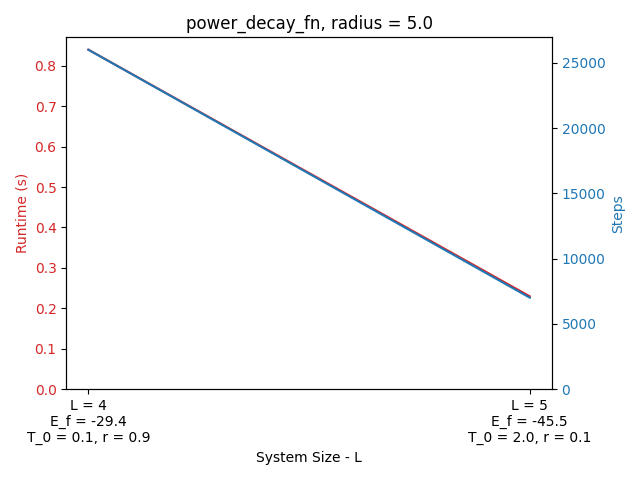 power_decay_fn, radius = 5.0
0.8
0.7
0.6
0.5
0.4
0.3
0.2
0.1
0.0
Runtime (s)
25000
20000
15000
10000
5000
0
Steps
L = 4
E_f = -29.4
T_0 = 0.1, r = 0.9
L = 5
E_f = -45.5
T_0 = 2.0, r = 0.1
System Size - L